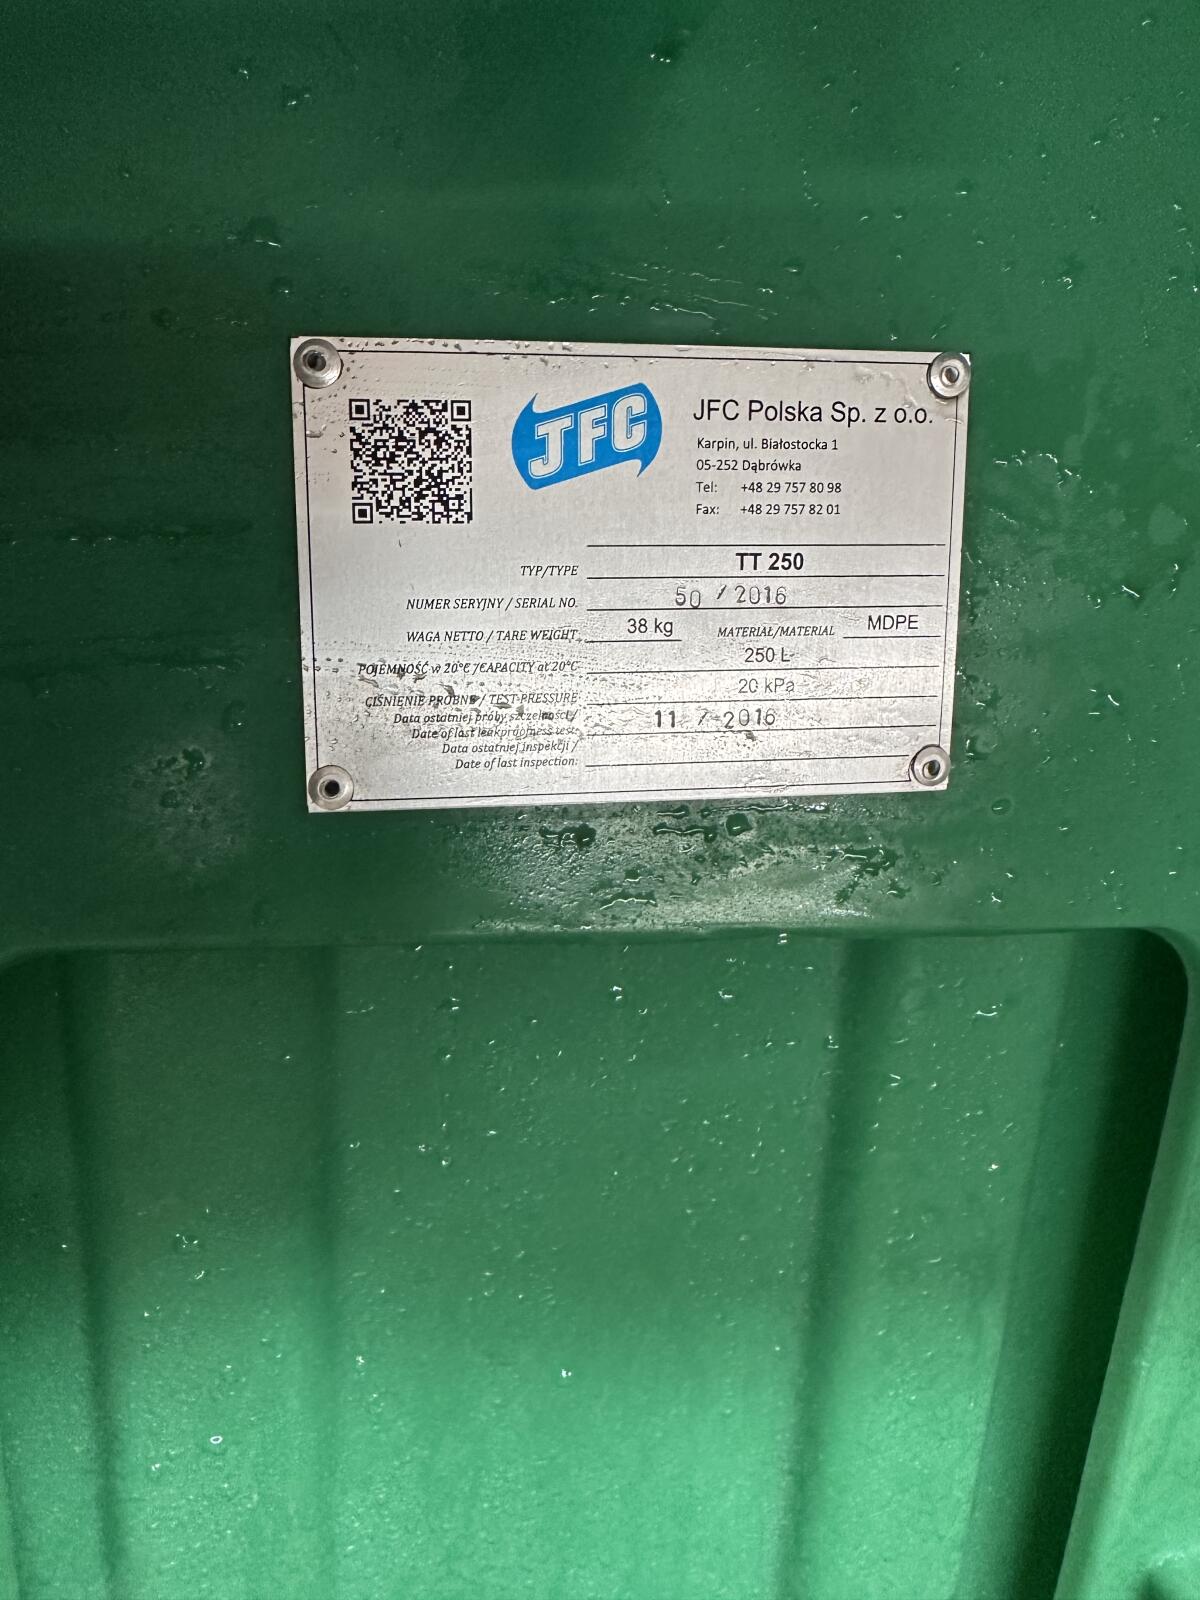 JFC
JFC Polska Sp. z o.o.
Karpin, ul. Białostocka 1
05-252 Dąbrówka
Tel: +48 29 757 80 98
Fax: +48 29 757 82 01
TYP/TYPE TT 250
NUMER SERYJNY / SERIAL NO. 50 / 2016
WAGA NETTO / TARE WEIGHT 38 kg MATERIAŁ/MATERIAL MDPE
POJEMNOŚĆ w 20°C /CAPACITY at 20°C 250 L
CIŚNIENIE PRÓBNE / TEST PRESSURE 20 kPa
Data ostatniej próby szczelności /
Date of last leakproofness test: 11 / 2016
Data ostatniej inspekcji /
Date of last inspection: